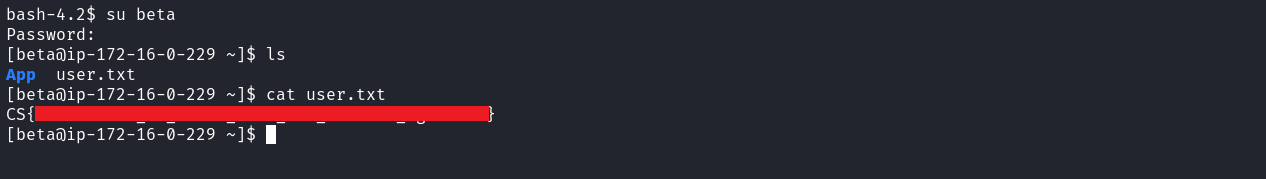 bash-4.2$ su beta
Password:
[beta@ip-172-16-0-229 ~]$ ls
App  user.txt
[beta@ip-172-16-0-229 ~]$ cat user.txt
CS{}
[beta@ip-172-16-0-229 ~]$